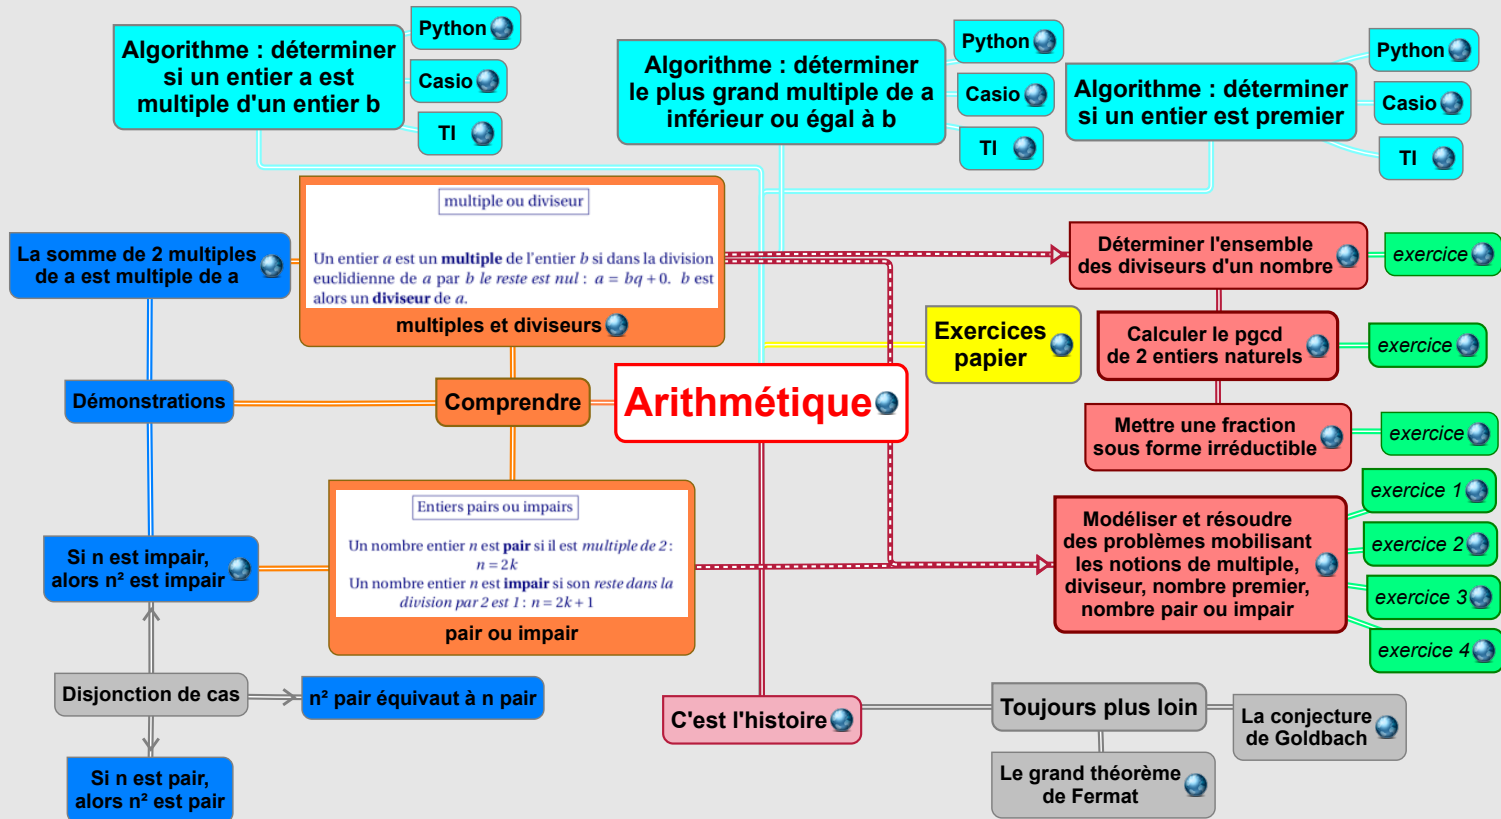 Algorithme : déterminer
si un entier a est
multiple d'un entier b
Python
Casio
TI
Algorithme : déterminer
le plus grand multiple de a
inférieur ou égal à b
Python
Casio
TI
Algorithme : déterminer
si un entier est premier
Python
Casio
TI
La somme de 2 multiples
de a est multiple de a
multiple ou diviseur
Un entier a est un multiple de l'entier b si dans la division
euclidienne de a par b le reste est nul : a = bq + 0. b est
alors un diviseur de a.
multiples et diviseurs
Déterminer l'ensemble
des diviseurs d'un nombre
exercice
Exercices
papier
Calculer le pgcd
de 2 entiers naturels
exercice
Démonstrations
Comprendre
Arithmétique
Mettre une fraction
sous forme irréductible
exercice
Entiers pairs ou impairs
Un nombre entier n est pair si il est multiple de 2 :
n = 2k
Un nombre entier n est impair si son reste dans la
division par 2 est 1 : n = 2k + 1
pair ou impair
Si n est impair,
alors n² est impair
Modéliser et résoudre
des problèmes mobilisant
les notions de multiple,
diviseur, nombre premier,
nombre pair ou impair
exercice 1
exercice 2
exercice 3
exercice 4
Disjonction de cas
n² pair équivaut à n pair
Si n est pair,
alors n² est pair
C'est l'histoire
Toujours plus loin
La conjecture
de Goldbach
Le grand théorème
de Fermat